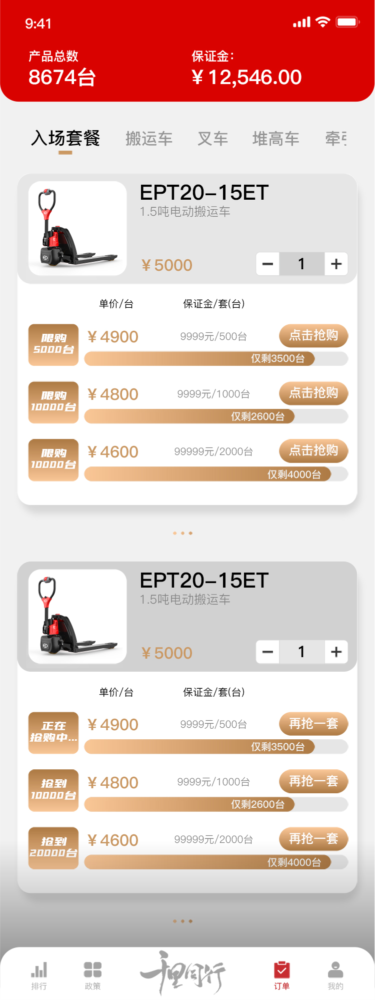 9:41
产品总数
保证金：
8674台
¥ 12,546.00
入场套餐
搬运车
叉车
堆高车
牵
EPT20-15ET
1.5吨电动搬运车
¥ 5000
1
单价/台
保证金/套(台)
限购
5000台
¥ 4900
9999元/500台
点击抢购
仅剩3500台
限购
10000台
¥ 4800
9999元/1000台
点击抢购
仅剩2600台
限购
10000台
¥ 4600
99999元/2000台
点击抢购
仅剩4000台
EPT20-15ET
1.5吨电动搬运车
¥ 5000
1
单价/台
保证金/套(台)
正在
抢购中...
¥ 4900
9999元/500台
再抢一套
仅剩3500台
抢到
10000台
¥ 4800
9999元/1000台
再抢一套
仅剩2600台
抢到
20000台
¥ 4600
99999元/2000台
再抢一套
仅剩4000台
千里同行
排行
政策
订单
我的